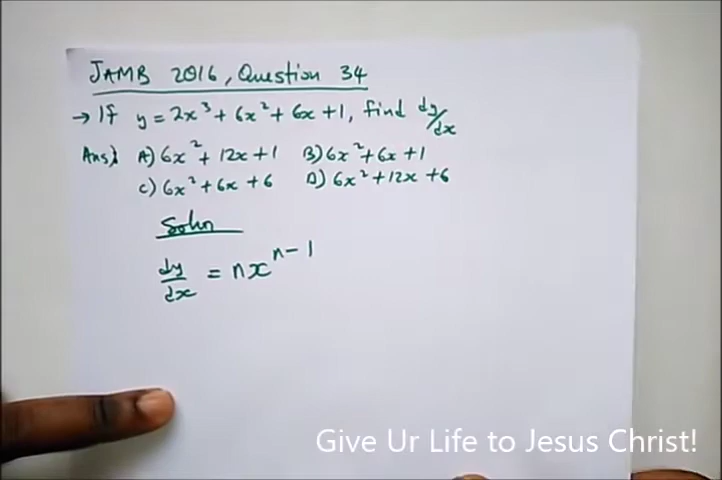 JAMB 2016, Question 34
→ If y = 2x³ + 6x² + 6x + 1, find dy/dx
Ans) A) 6x² + 12x + 1 B) 6x² + 6x + 1
C) 6x² + 6x + 6 D) 6x² + 12x + 6
Soln
dy/dx = nx^(n-1)
Give Ur Life to Jesus Christ!